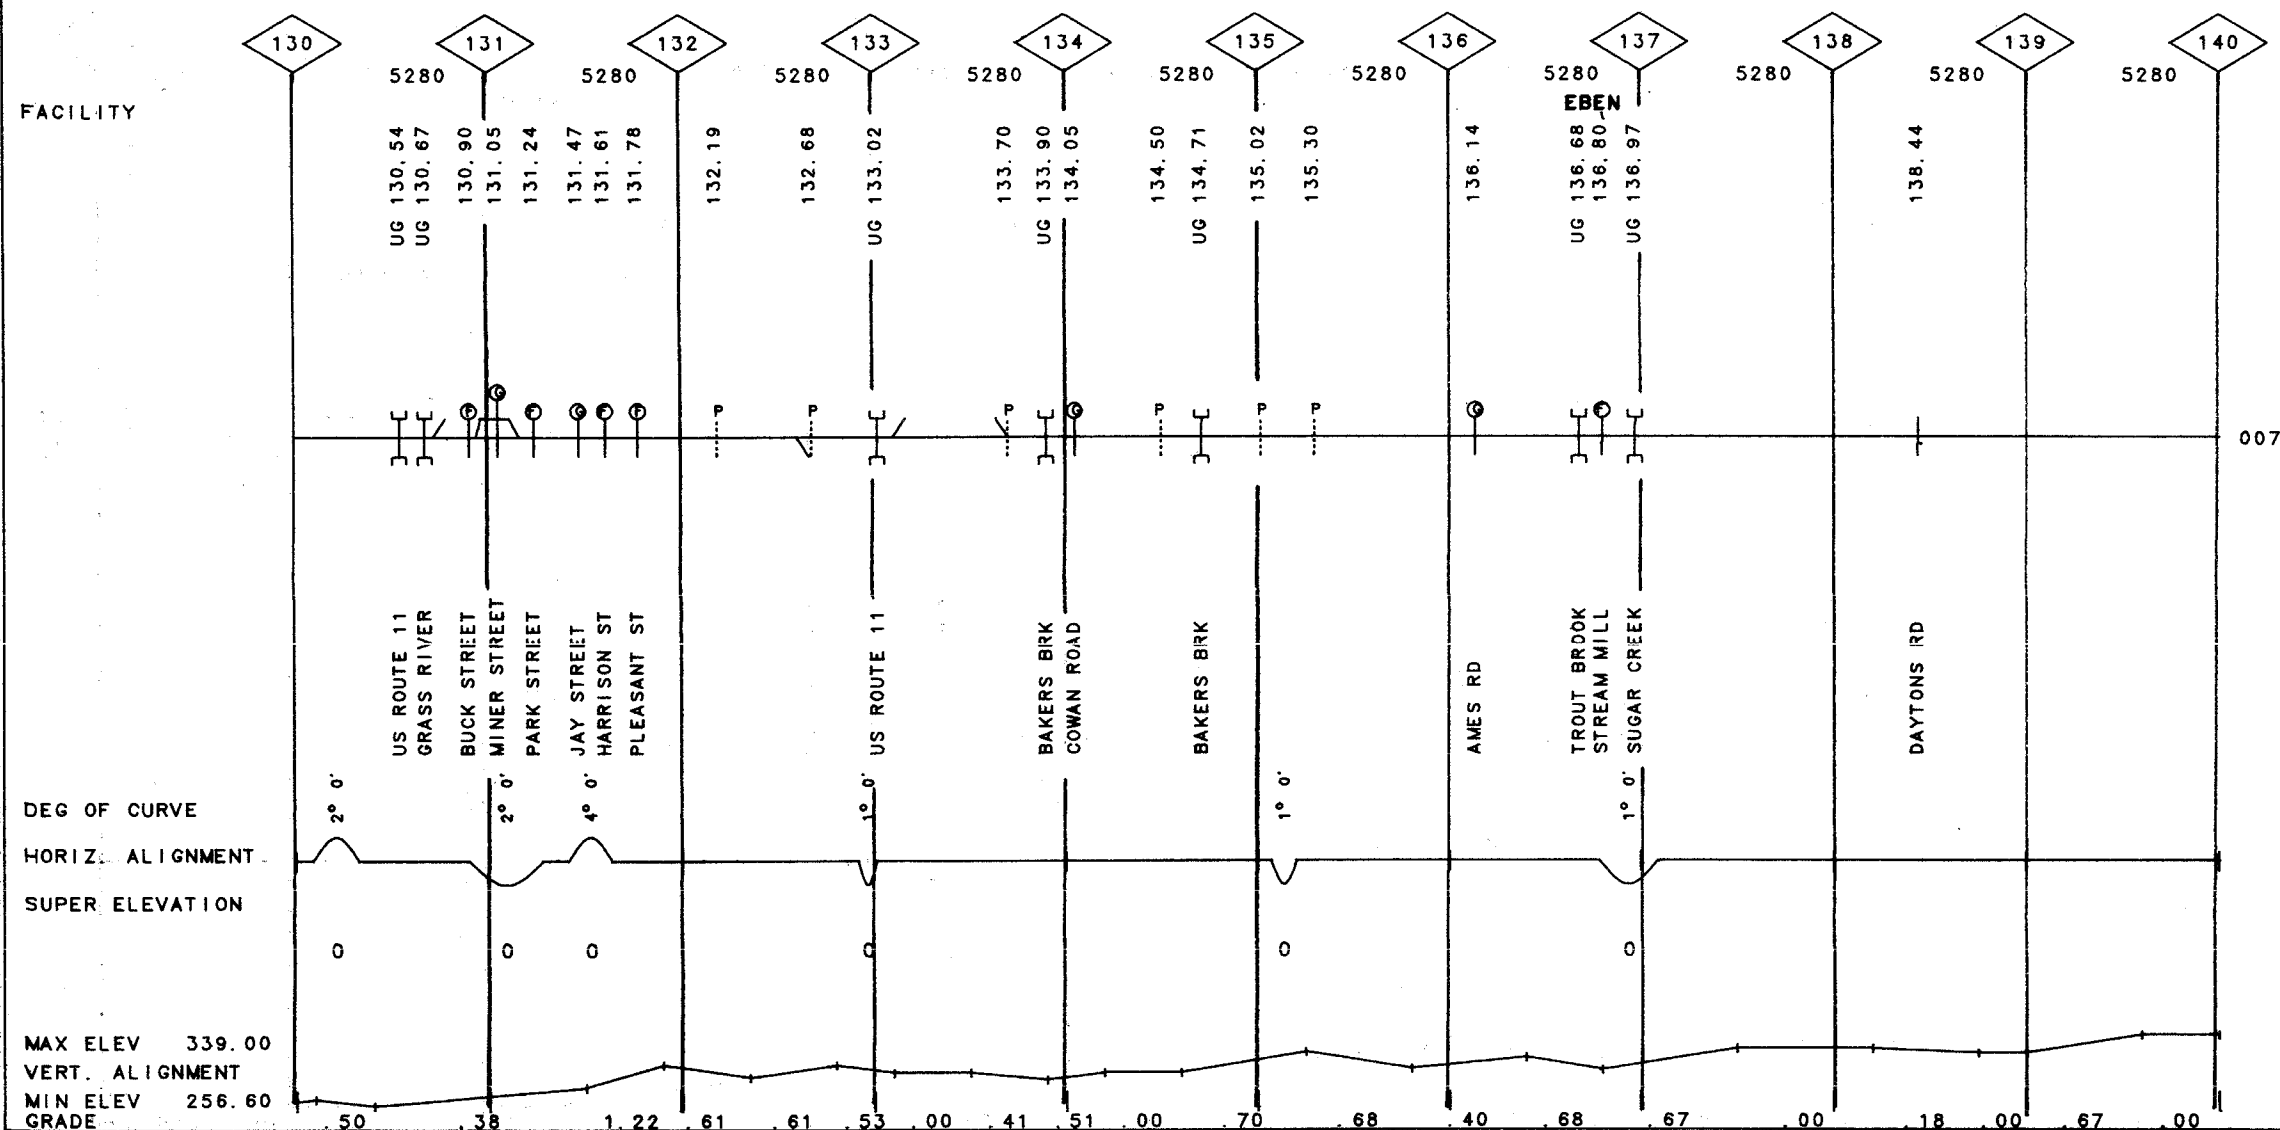 130 131 132 133 134 135 136 137 138 139 140
5280 5280 5280 5280 5280 5280 5280 5280 5280 5280
EBEN
FACILITY
UG 130.54
UG 130.67
130.90
131.05
131.24
131.47
131.61
131.78
132.19
132.68
UG 133.02
133.70
UG 133.90
134.05
134.50
UG 134.71
135.02
135.30
136.14
UG 136.68
136.80
UG 136.97
138.44
F G F G F F P P P G P P P G F
007
US ROUTE 11
GRASS RIVER
BUCK STREET
MINER STREET
PARK STREET
JAY STREET
HARRISON ST
PLEASANT ST
US ROUTE 11
BAKERS BRK
COWAN ROAD
BAKERS BRK
AMES RD
TROUT BROOK
STREAM MILL
SUGAR CREEK
DAYTONS RD
DEG OF CURVE 2° 0' 2° 0' 4° 0' 1° 0' 1° 0' 1° 0'
HORIZ. ALIGNMENT
SUPER ELEVATION
0 0 0 0 0 0
MAX ELEV 339.00
VERT. ALIGNMENT
MIN ELEV 256.60
GRADE .50 .38 1.22 .61 .61 .53 .00 .41 .51 .00 .70 .68 .40 .68 .67 .00 .18 .00 .67 .00